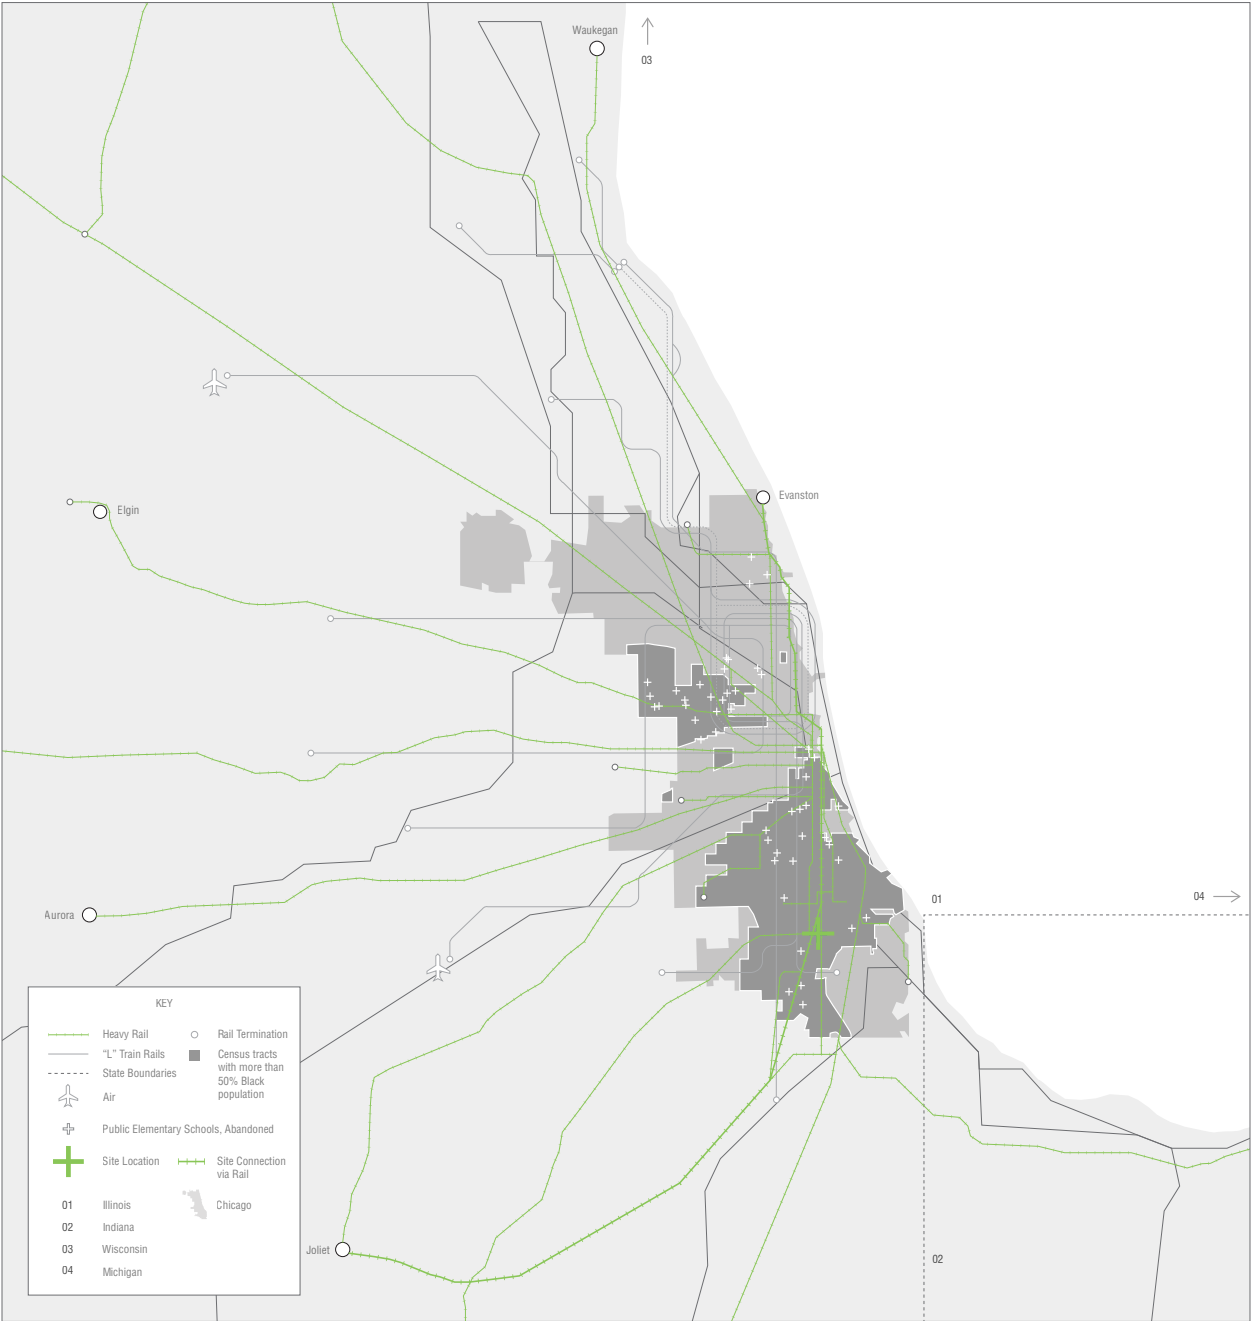 Waukegan
03
Evanston
Elgin
01
04
Aurora
KEY
Heavy Rail
Rail Termination
“L” Train Rails
Census tracts
with more than
50% Black
population
State Boundaries
Air
Public Elementary Schools, Abandoned
Site Location
Site Connection
via Rail
01 Illinois
Chicago
02 Indiana
03 Wisconsin
04 Michigan
Joliet
02